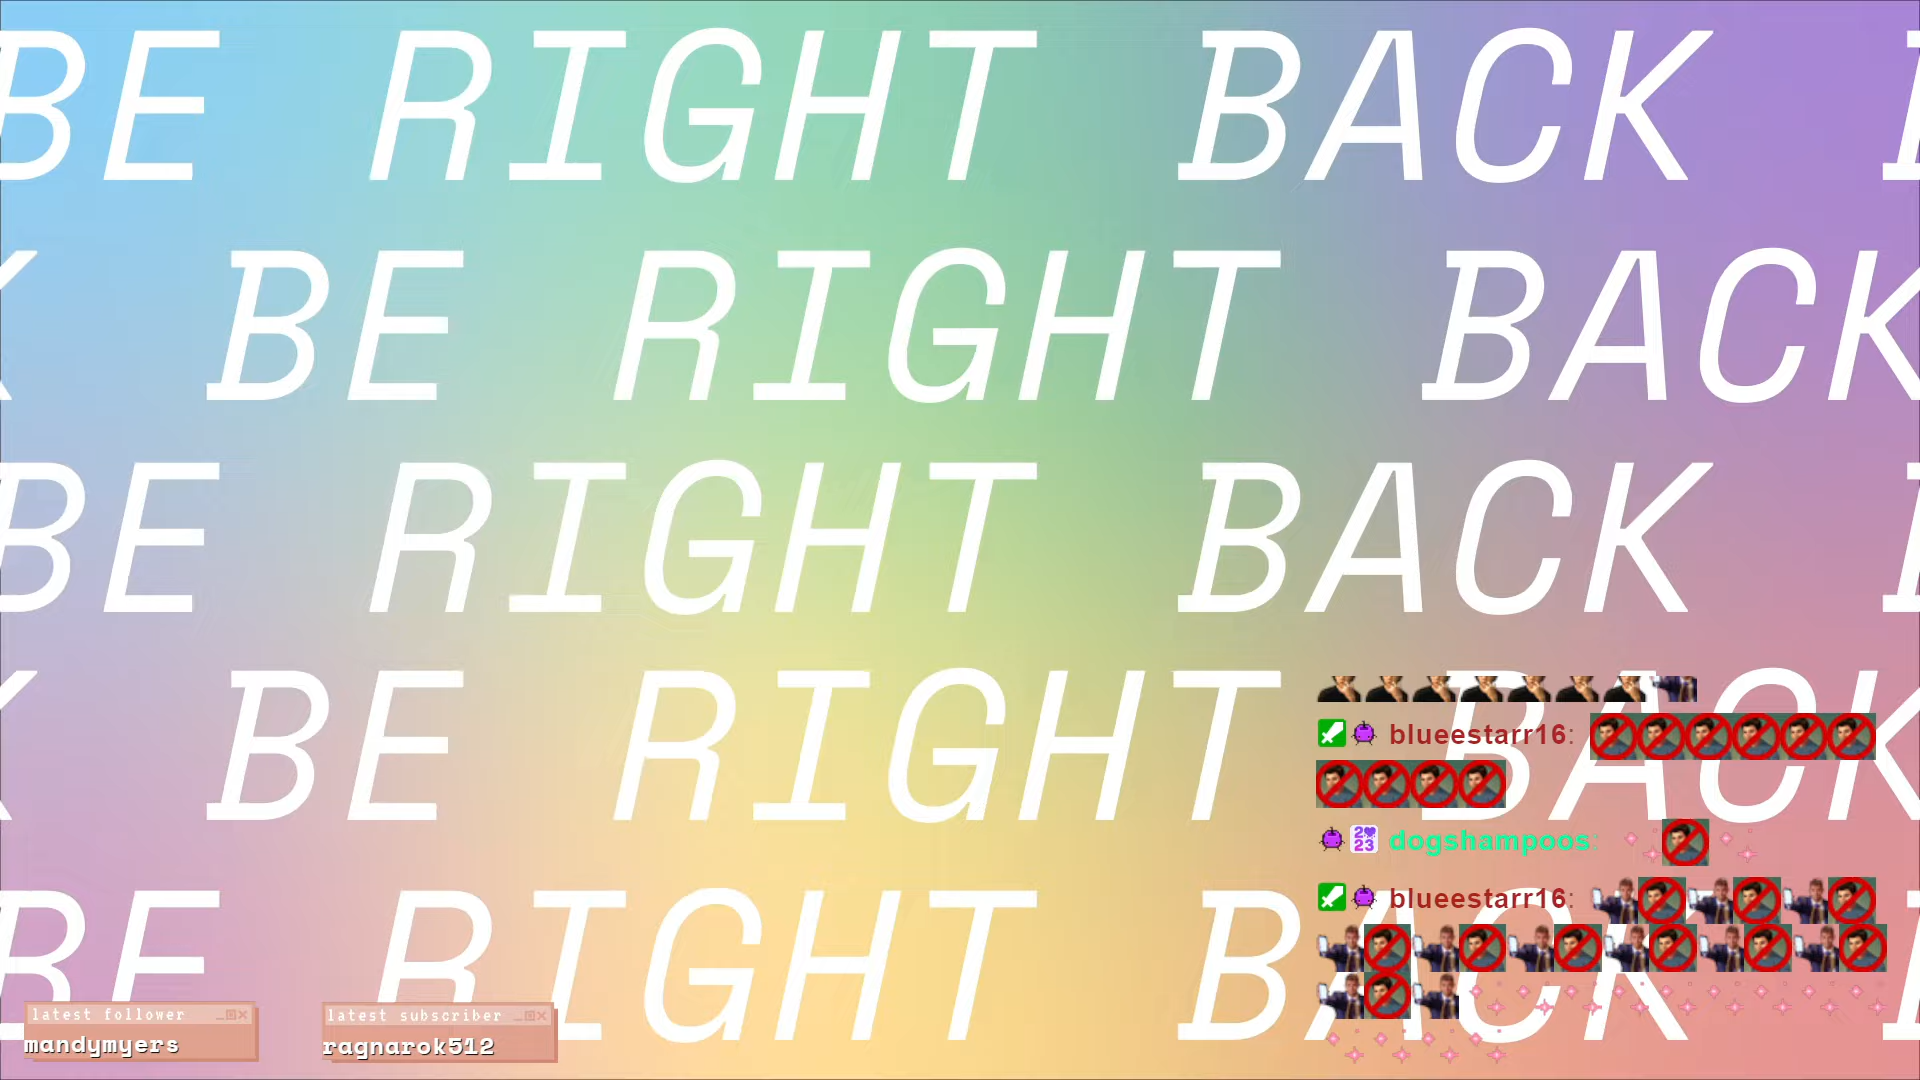 BE RIGHT BACK
BE RIGHT BACK
BE RIGHT BACK
BE RIGHT BACK
blueestarr16:
2023 dogshampoos:
blueestarr16:
BE RIGHT BACK
latest follower
mandymyers
latest subscriber
ragnarok512